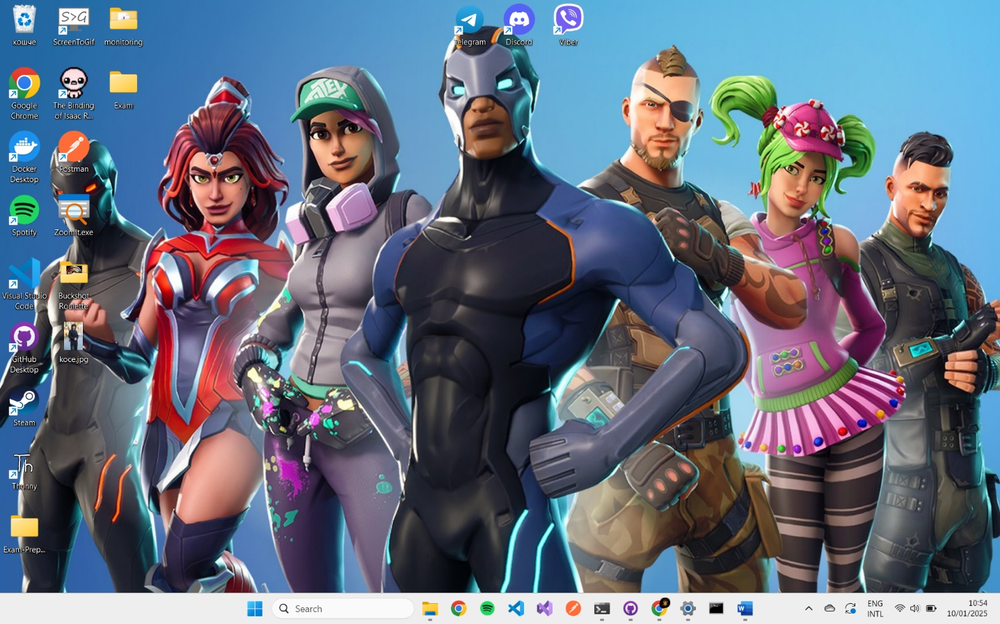 кошче
S>G
ScreenToGif
monitoring
Telegram
Discord
Viber
Google
Chrome
The Binding
of Isaac R...
Exam
Docker
Desktop
Postman
Spotify
ZoomIt.exe
Visual Studio
Code
Buckshot
Roulette
GitHub
Desktop
koce.jpg
Steam
Th
Thonny
Exam-Prep...
Search
W
ENG
INTL
10:54
10/01/2025